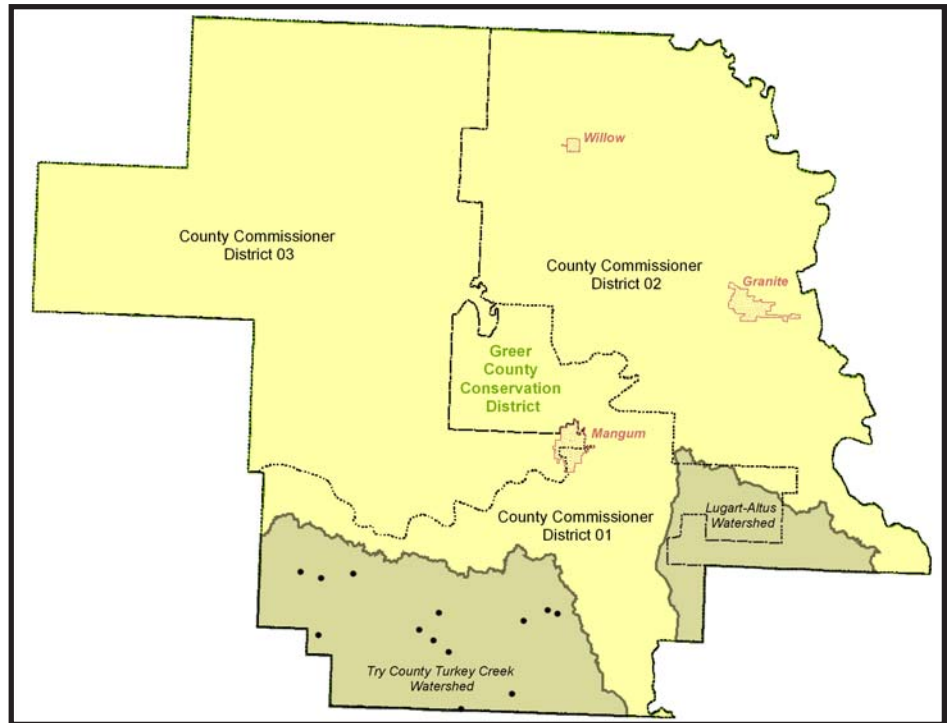 Willow
County Commissioner
District 03
County Commissioner
District 02
Granite
Greer
County
Conservation
District
Mangum
County Commissioner
District 01
Lugart-Altus
Watershed
Try County Turkey Creek
Watershed